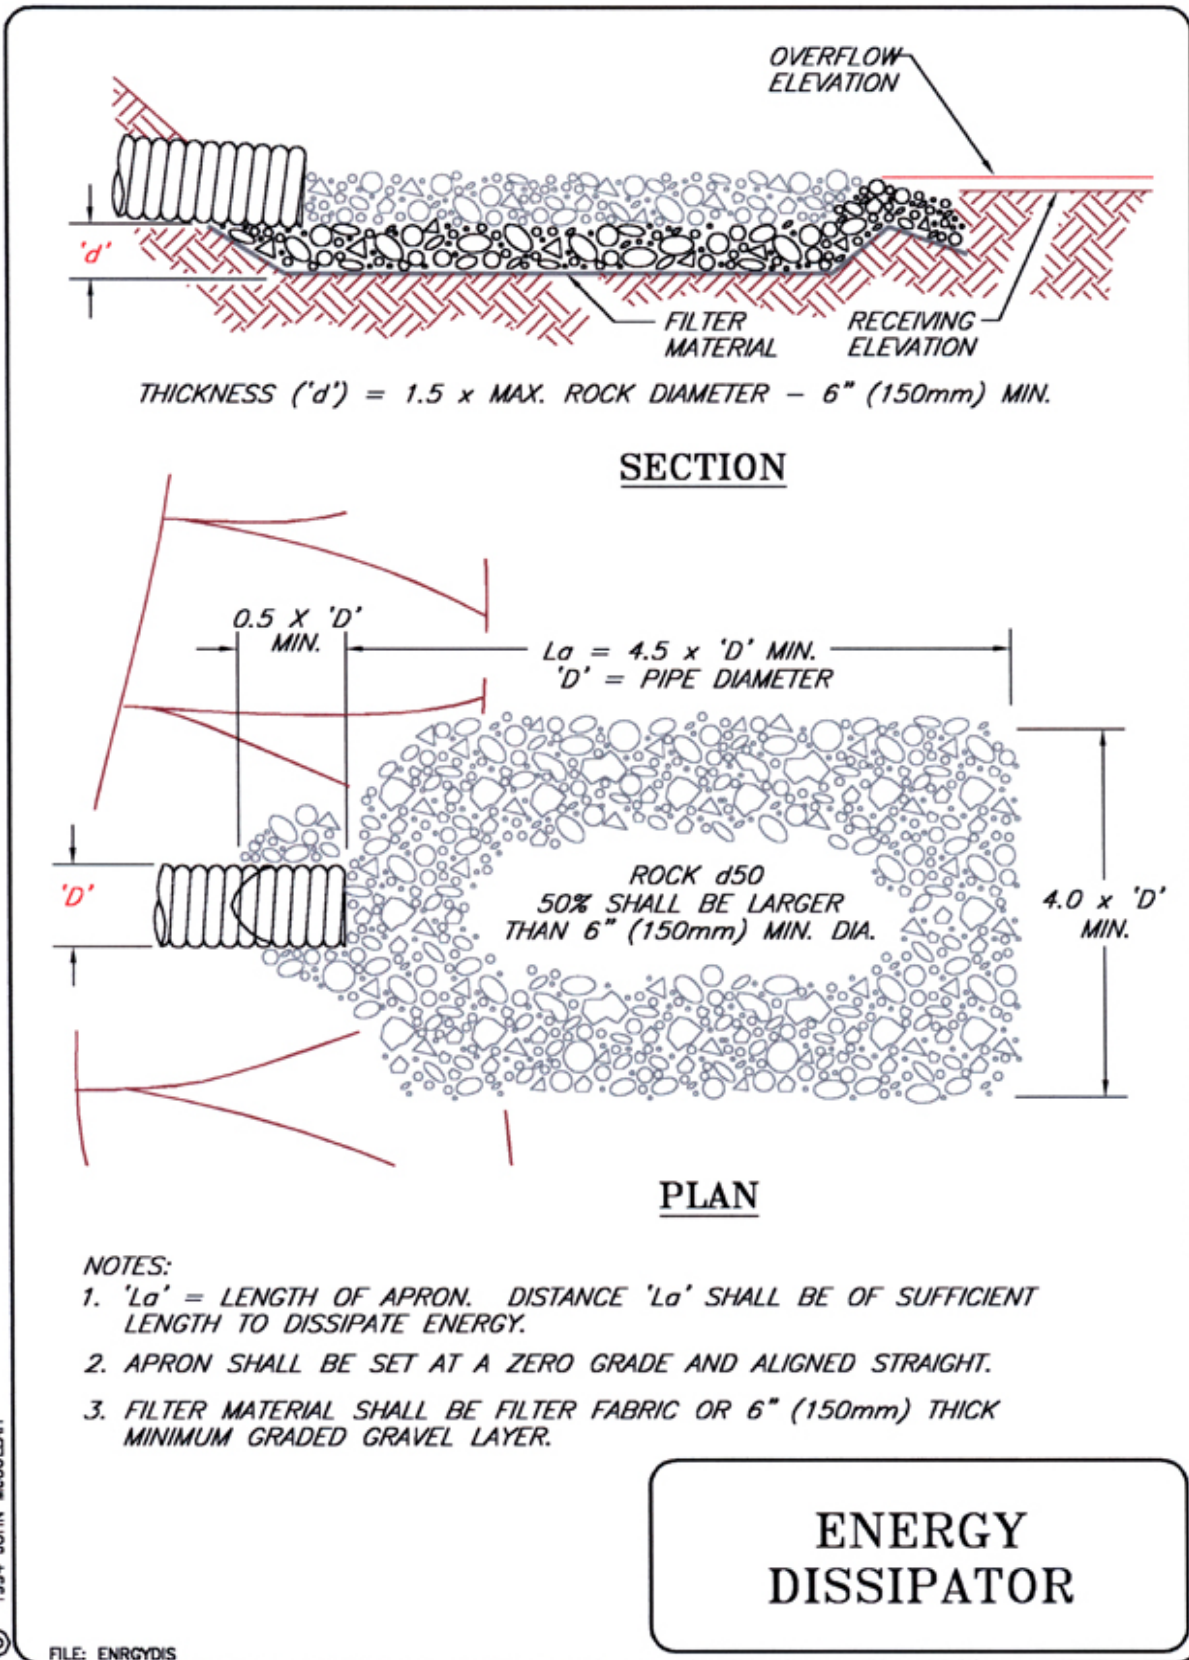 OVERFLOW
ELEVATION
'd'
FILTER
MATERIAL
RECEIVING
ELEVATION
THICKNESS ('d') = 1.5 x MAX. ROCK DIAMETER – 6" (150mm) MIN.
SECTION
0.5 X 'D'
MIN.
La = 4.5 x 'D' MIN.
'D' = PIPE DIAMETER
'D'
ROCK d50
50% SHALL BE LARGER
THAN 6" (150mm) MIN. DIA.
4.0 x 'D'
MIN.
PLAN
NOTES:
1. 'La' = LENGTH OF APRON. DISTANCE 'La' SHALL BE OF SUFFICIENT
LENGTH TO DISSIPATE ENERGY.
2. APRON SHALL BE SET AT A ZERO GRADE AND ALIGNED STRAIGHT.
3. FILTER MATERIAL SHALL BE FILTER FABRIC OR 6" (150mm) THICK
MINIMUM GRADED GRAVEL LAYER.
ENERGY
DISSIPATOR
© 1994 JOHN
FILE: ENRGYDIS